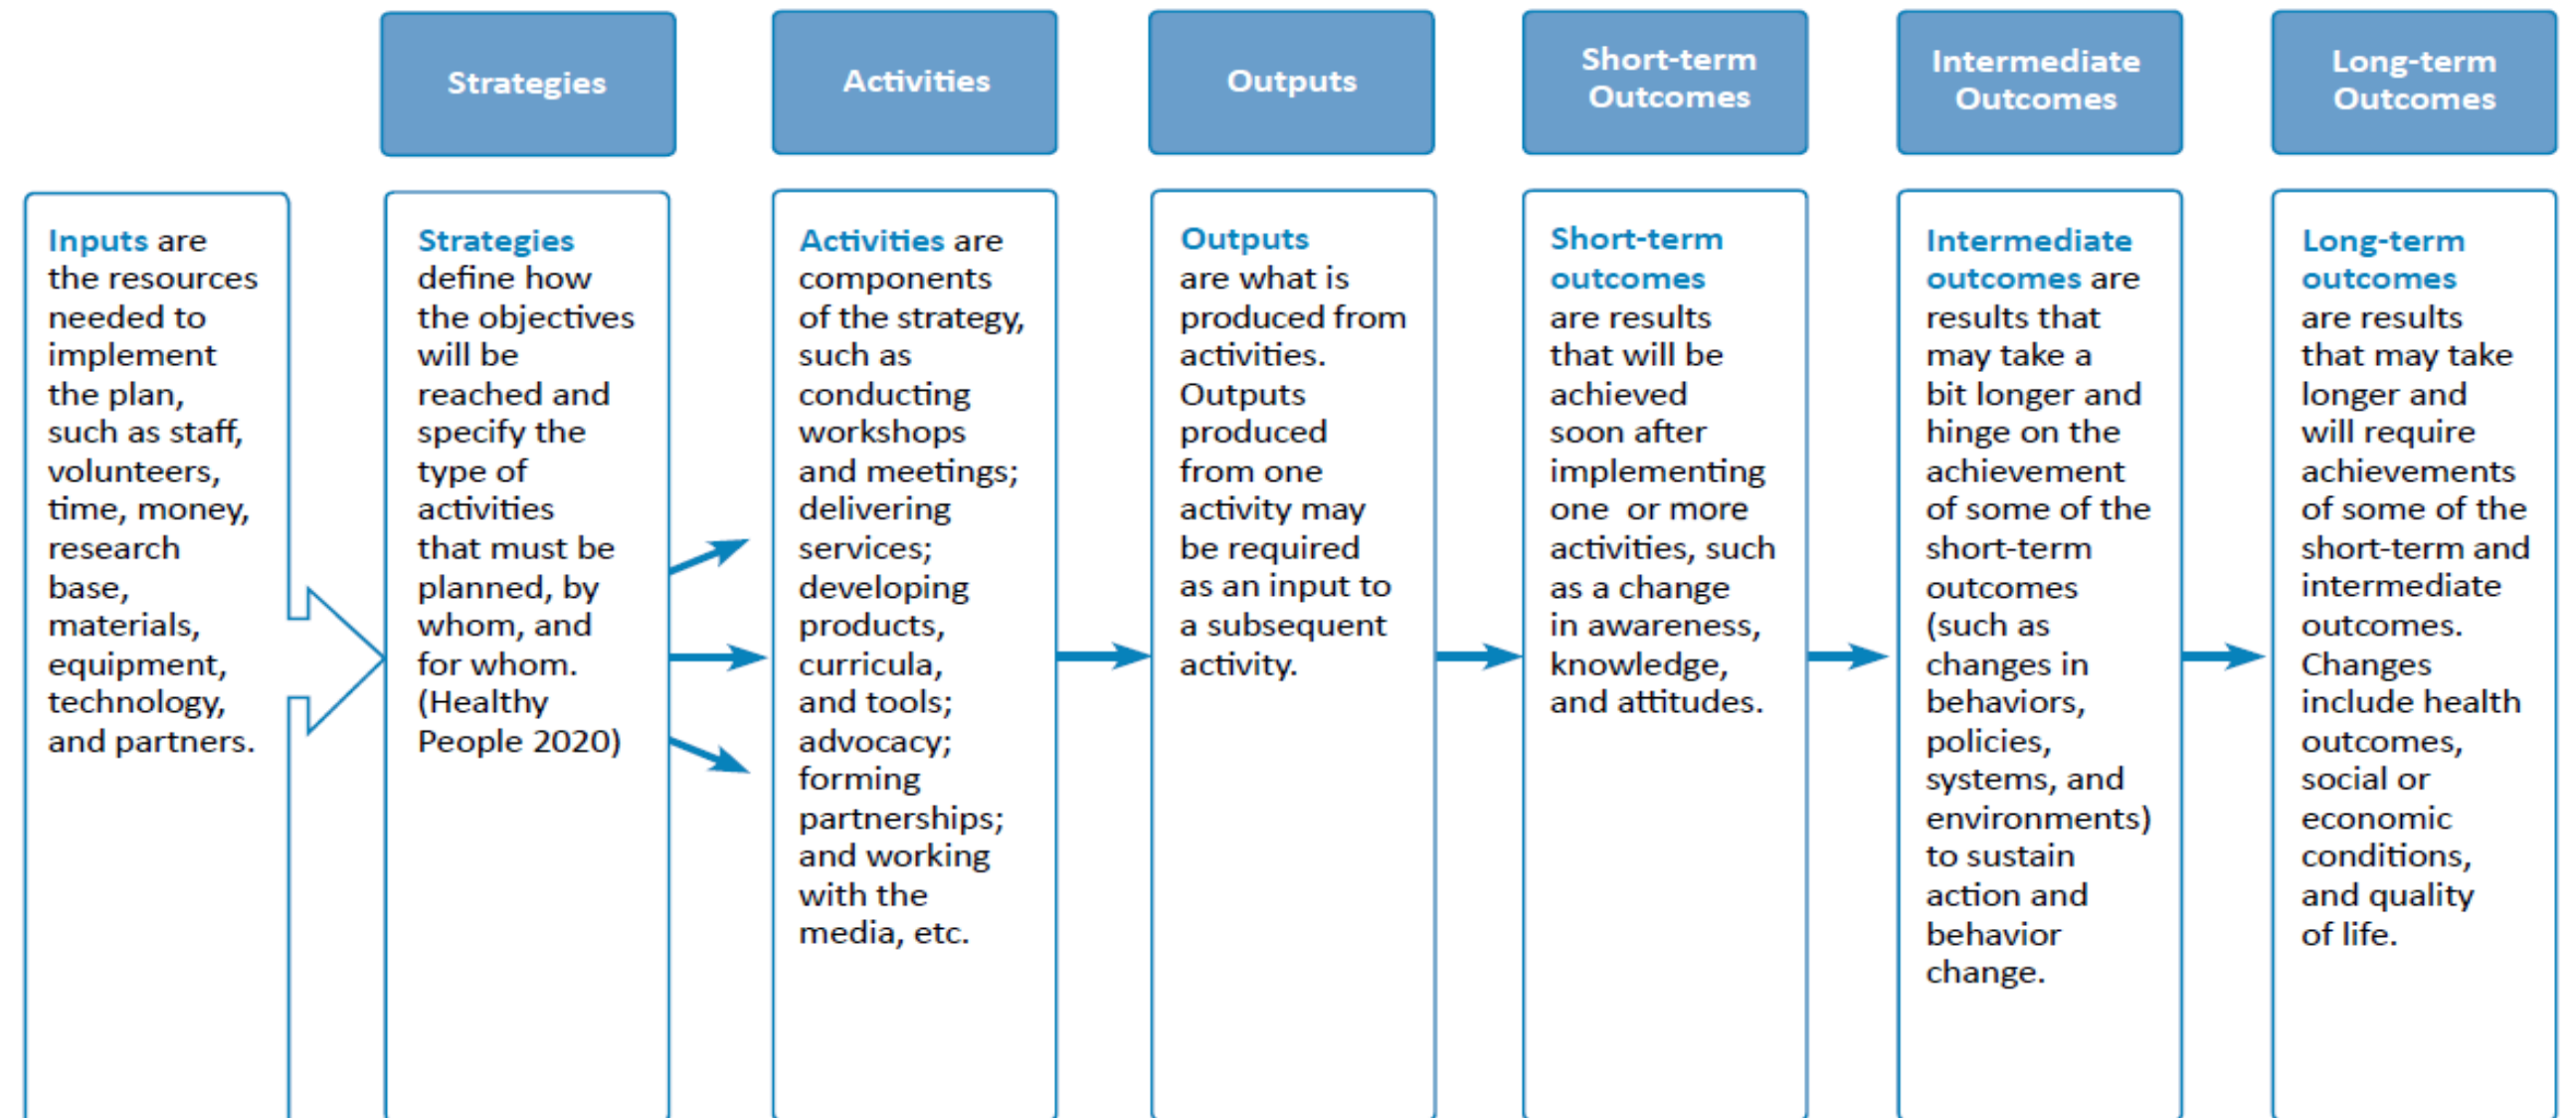 Strategies
Activities
Outputs
Short-term
Outcomes
Intermediate
Outcomes
Long-term
Outcomes
Inputs are
the resources
needed to
implement
the plan,
such as staff,
volunteers,
time, money,
research
base,
materials,
equipment,
technology,
and partners.
Strategies
define how
the objectives
will be
reached and
specify the
type of
activities
that must be
planned, by
whom, and
for whom.
(Healthy
People 2020)
Activities are
components
of the strategy,
such as
conducting
workshops
and meetings;
delivering
services;
developing
products,
curricula,
and tools;
advocacy;
forming
partnerships;
and working
with the
media, etc.
Outputs
are what is
produced from
activities.
Outputs
produced
from one
activity may
be required
as an input to
a subsequent
activity.
Short-term
outcomes
are results
that will be
achieved
soon after
implementing
one or more
activities, such
as a change
in awareness,
knowledge,
and attitudes.
Intermediate
outcomes are
results that
may take a
bit longer and
hinge on the
achievement
of some of the
short-term
outcomes
(such as
changes in
behaviors,
policies,
systems, and
environments)
to sustain
action and
behavior
change.
Long-term
outcomes
are results
that may take
longer and
will require
achievements
of some of the
short-term and
intermediate
outcomes.
Changes
include health
outcomes,
social or
economic
conditions,
and quality
of life.